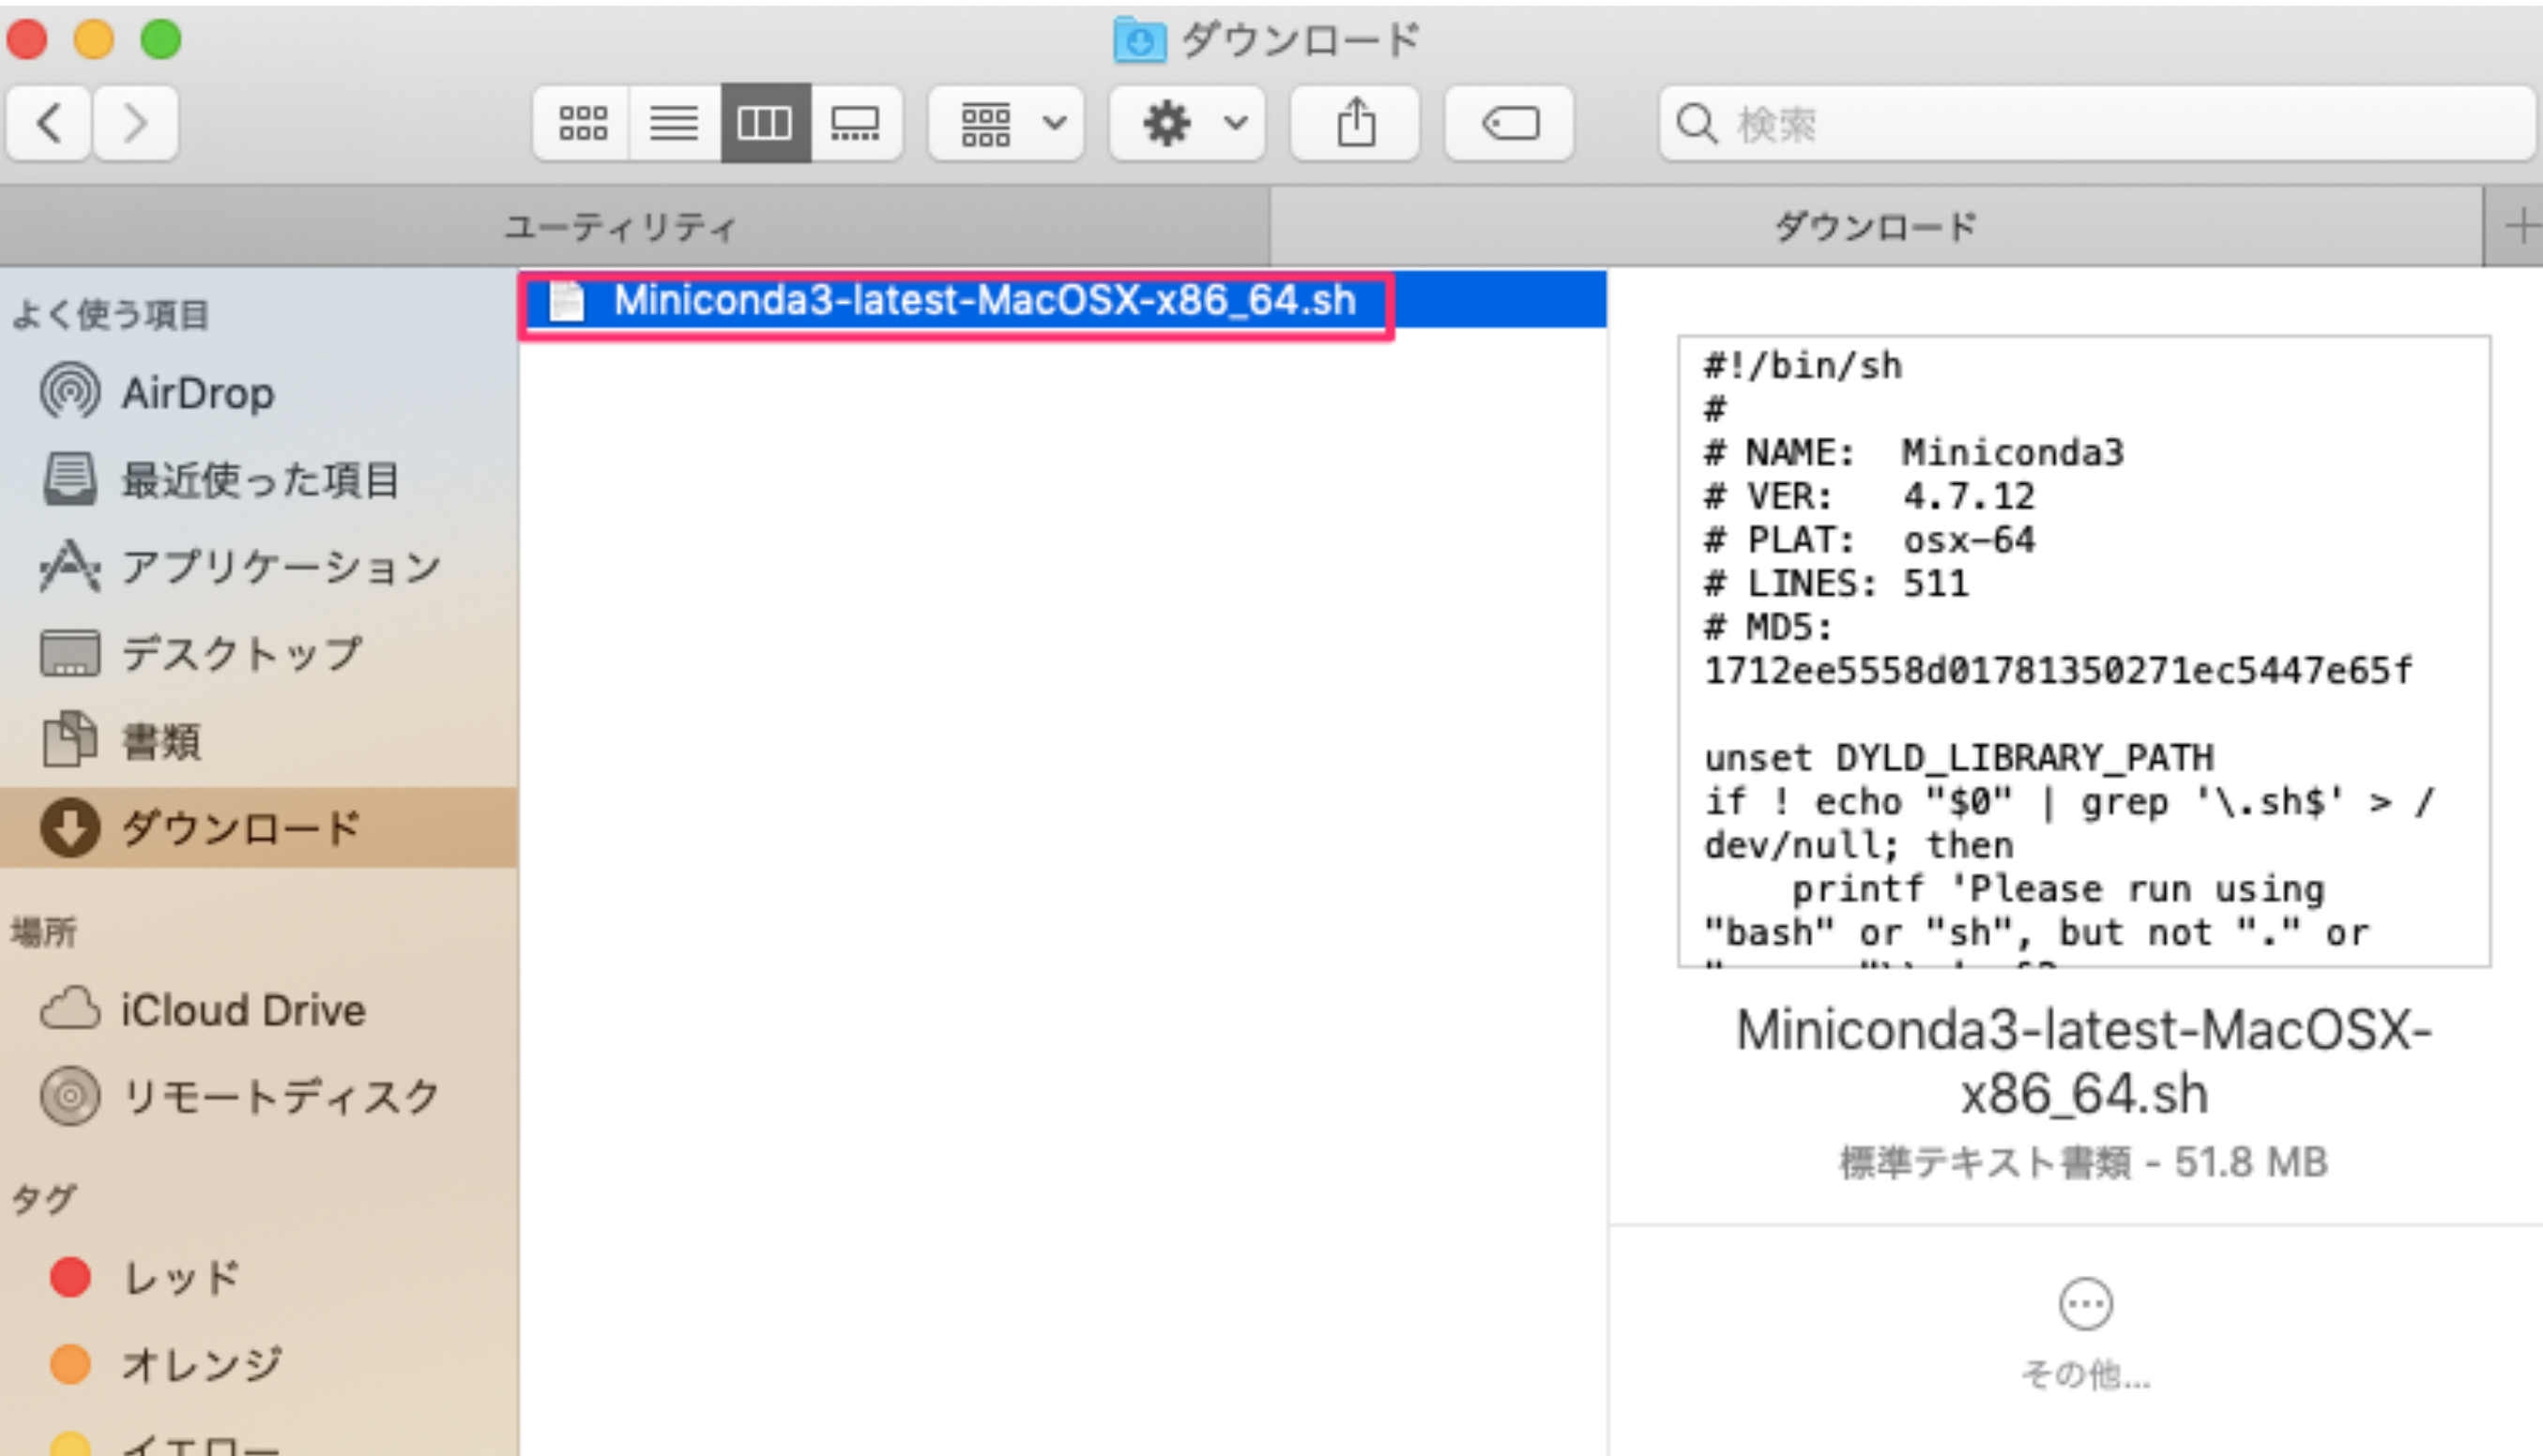 ダウンロード
検索
ユーティリティ
ダウンロード
よく使う項目
AirDrop
最近使った項目
アプリケーション
デスクトップ
書類
ダウンロード
場所
iCloud Drive
リモートディスク
タグ
レッド
オレンジ
イエロー
Miniconda3-latest-MacOSX-x86_64.sh
#!/bin/sh
#
# NAME:  Miniconda3
# VER:   4.7.12
# PLAT:  osx-64
# LINES: 511
# MD5:
1712ee5558d01781350271ec5447e65f
unset DYLD_LIBRARY_PATH
if ! echo "$0" | grep '\.sh$' > /
dev/null; then
    printf 'Please run using
"bash" or "sh", but not "." or
Miniconda3-latest-MacOSX-
x86_64.sh
標準テキスト書類 - 51.8 MB
その他...